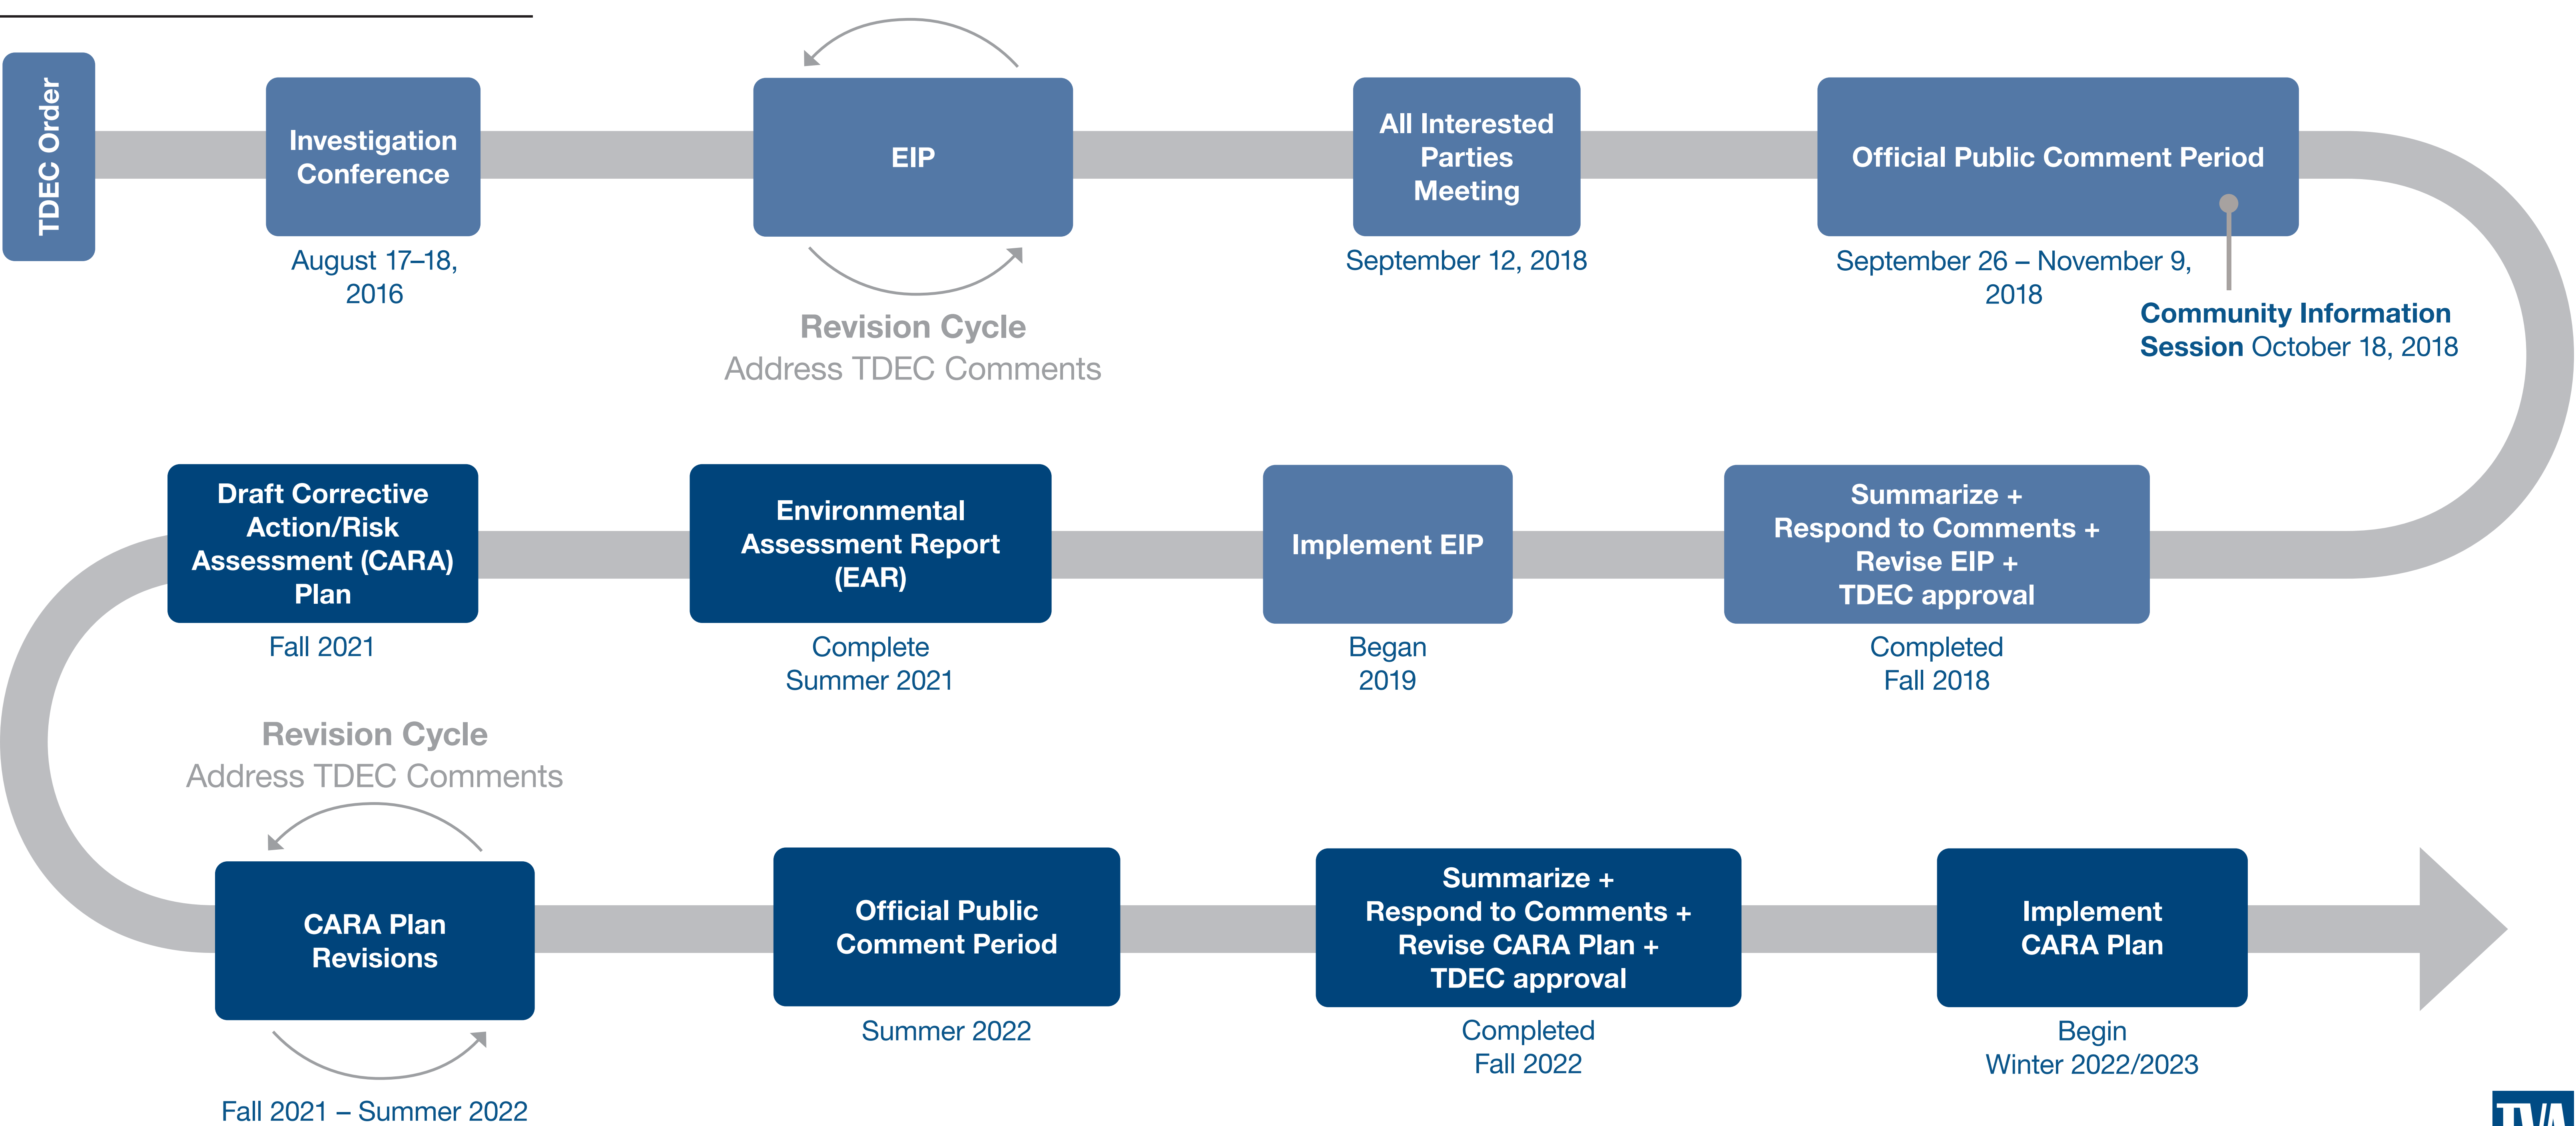 TDEC Order
Investigation
Conference
August 17–18,
2016
EIP
Revision Cycle
Address TDEC Comments
All Interested
Parties
Meeting
September 12, 2018
Official Public Comment Period
September 26 – November 9,
2018
Community Information
Session October 18, 2018
Summarize +
Respond to Comments +
Revise EIP +
TDEC approval
Completed
Fall 2018
Implement EIP
Began
2019
Environmental
Assessment Report
(EAR)
Complete
Summer 2021
Draft Corrective
Action/Risk
Assessment (CARA)
Plan
Fall 2021
Revision Cycle
Address TDEC Comments
CARA Plan
Revisions
Fall 2021 – Summer 2022
Official Public
Comment Period
Summer 2022
Summarize +
Respond to Comments +
Revise CARA Plan +
TDEC approval
Completed
Fall 2022
Implement
CARA Plan
Begin
Winter 2022/2023
TVA